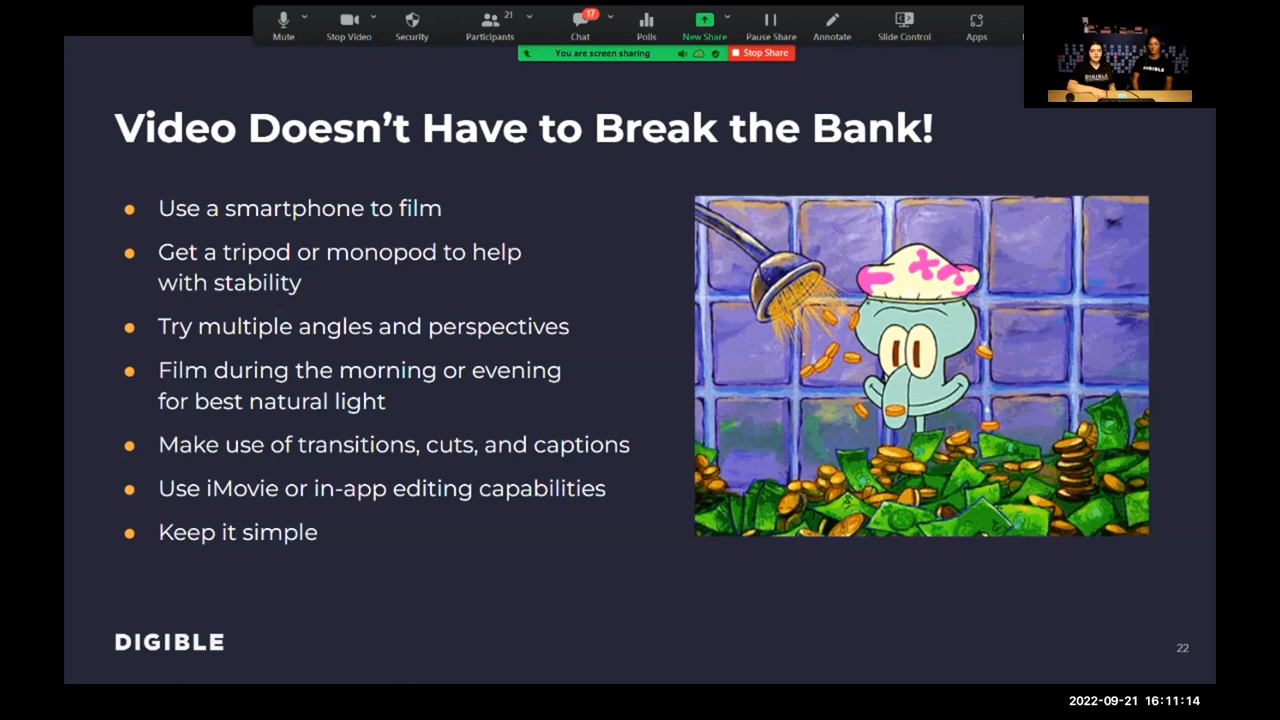 21
17
Mute
Stop Video
Security
Participants
Chat
Polls
New Share
Pause Share
Annotate
Slide Control
Apps
You are screen sharing
Stop Share
DIGIBLE
DIGIBLE
Video Doesn’t Have to Break the Bank!
Use a smartphone to film
Get a tripod or monopod to help
with stability
Try multiple angles and perspectives
Film during the morning or evening
for best natural light
Make use of transitions, cuts, and captions
Use iMovie or in-app editing capabilities
Keep it simple
DIGIBLE
22
2022-09-21 16:11:14